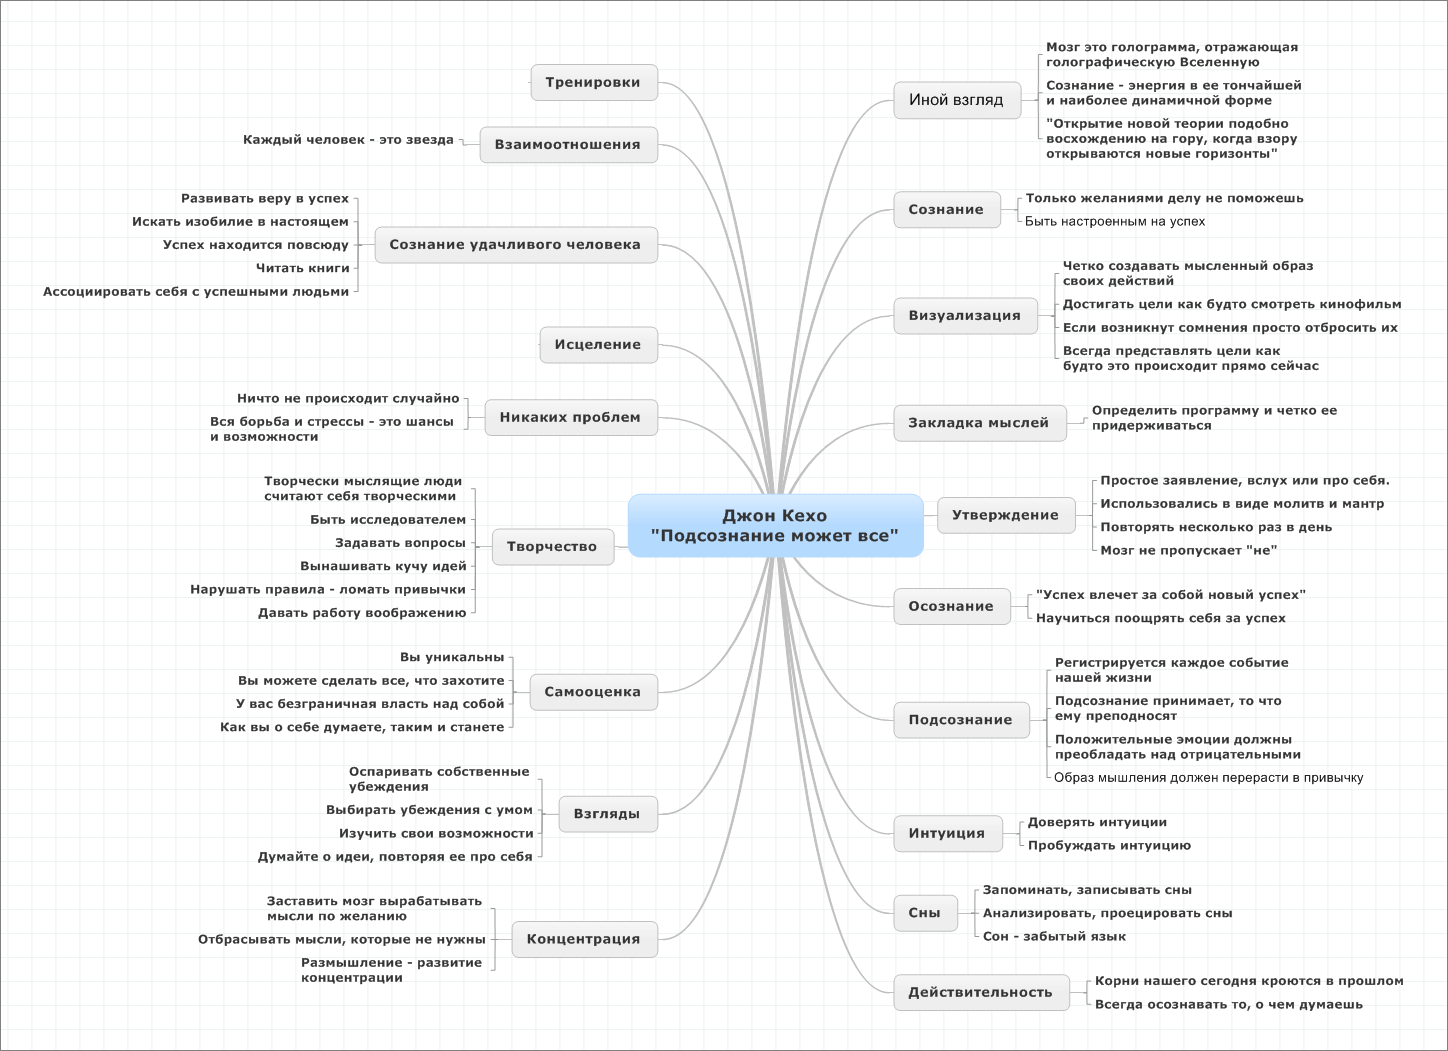 Джон Кехо
"Подсознание может все"
Иной взгляд
Мозг это голограмма, отражающая
голографическую Вселенную
Сознание - энергия в ее тончайшей
и наиболее динамичной форме
"Открытие новой теории подобно
восхождению на гору, когда взору
открываются новые горизонты"
Сознание
Только желаниями делу не поможешь
Быть настроенным на успех
Визуализация
Четко создавать мысленный образ
своих действий
Достигать цели как будто смотреть кинофильм
Если возникнут сомнения просто отбросить их
Всегда представлять цели как
будто это происходит прямо сейчас
Закладка мыслей
Определить программу и четко ее
придерживаться
Утверждение
Простое заявление, вслух или про себя.
Использовались в виде молитв и мантр
Повторять несколько раз в день
Мозг не пропускает "не"
Осознание
"Успех влечет за собой новый успех"
Научиться поощрять себя за успех
Подсознание
Регистрируется каждое событие
нашей жизни
Подсознание принимает, то что
ему преподносят
Положительные эмоции должны
преобладать над отрицательными
Образ мышления должен перерасти в привычку
Интуиция
Доверять интуиции
Пробуждать интуицию
Сны
Запоминать, записывать сны
Анализировать, проецировать сны
Сон - забытый язык
Действительность
Корни нашего сегодня кроются в прошлом
Всегда осознавать то, о чем думаешь
Тренировки
Взаимоотношения
Каждый человек - это звезда
Сознание удачливого человека
Развивать веру в успех
Искать изобилие в настоящем
Успех находится повсюду
Читать книги
Ассоциировать себя с успешными людьми
Исцеление
Никаких проблем
Ничто не происходит случайно
Вся борьба и стрессы - это шансы
и возможности
Творчество
Творчески мыслящие люди
считают себя творческими
Быть исследователем
Задавать вопросы
Вынашивать кучу идей
Нарушать правила - ломать привычки
Давать работу воображению
Самооценка
Вы уникальны
Вы можете сделать все, что захотите
У вас безграничная власть над собой
Как вы о себе думаете, таким и станете
Взгляды
Оспаривать собственные
убеждения
Выбирать убеждения с умом
Изучить свои возможности
Думайте о идеи, повторяя ее про себя
Концентрация
Заставить мозг вырабатывать
мысли по желанию
Отбрасывать мысли, которые не нужны
Размышление - развитие
концентрации